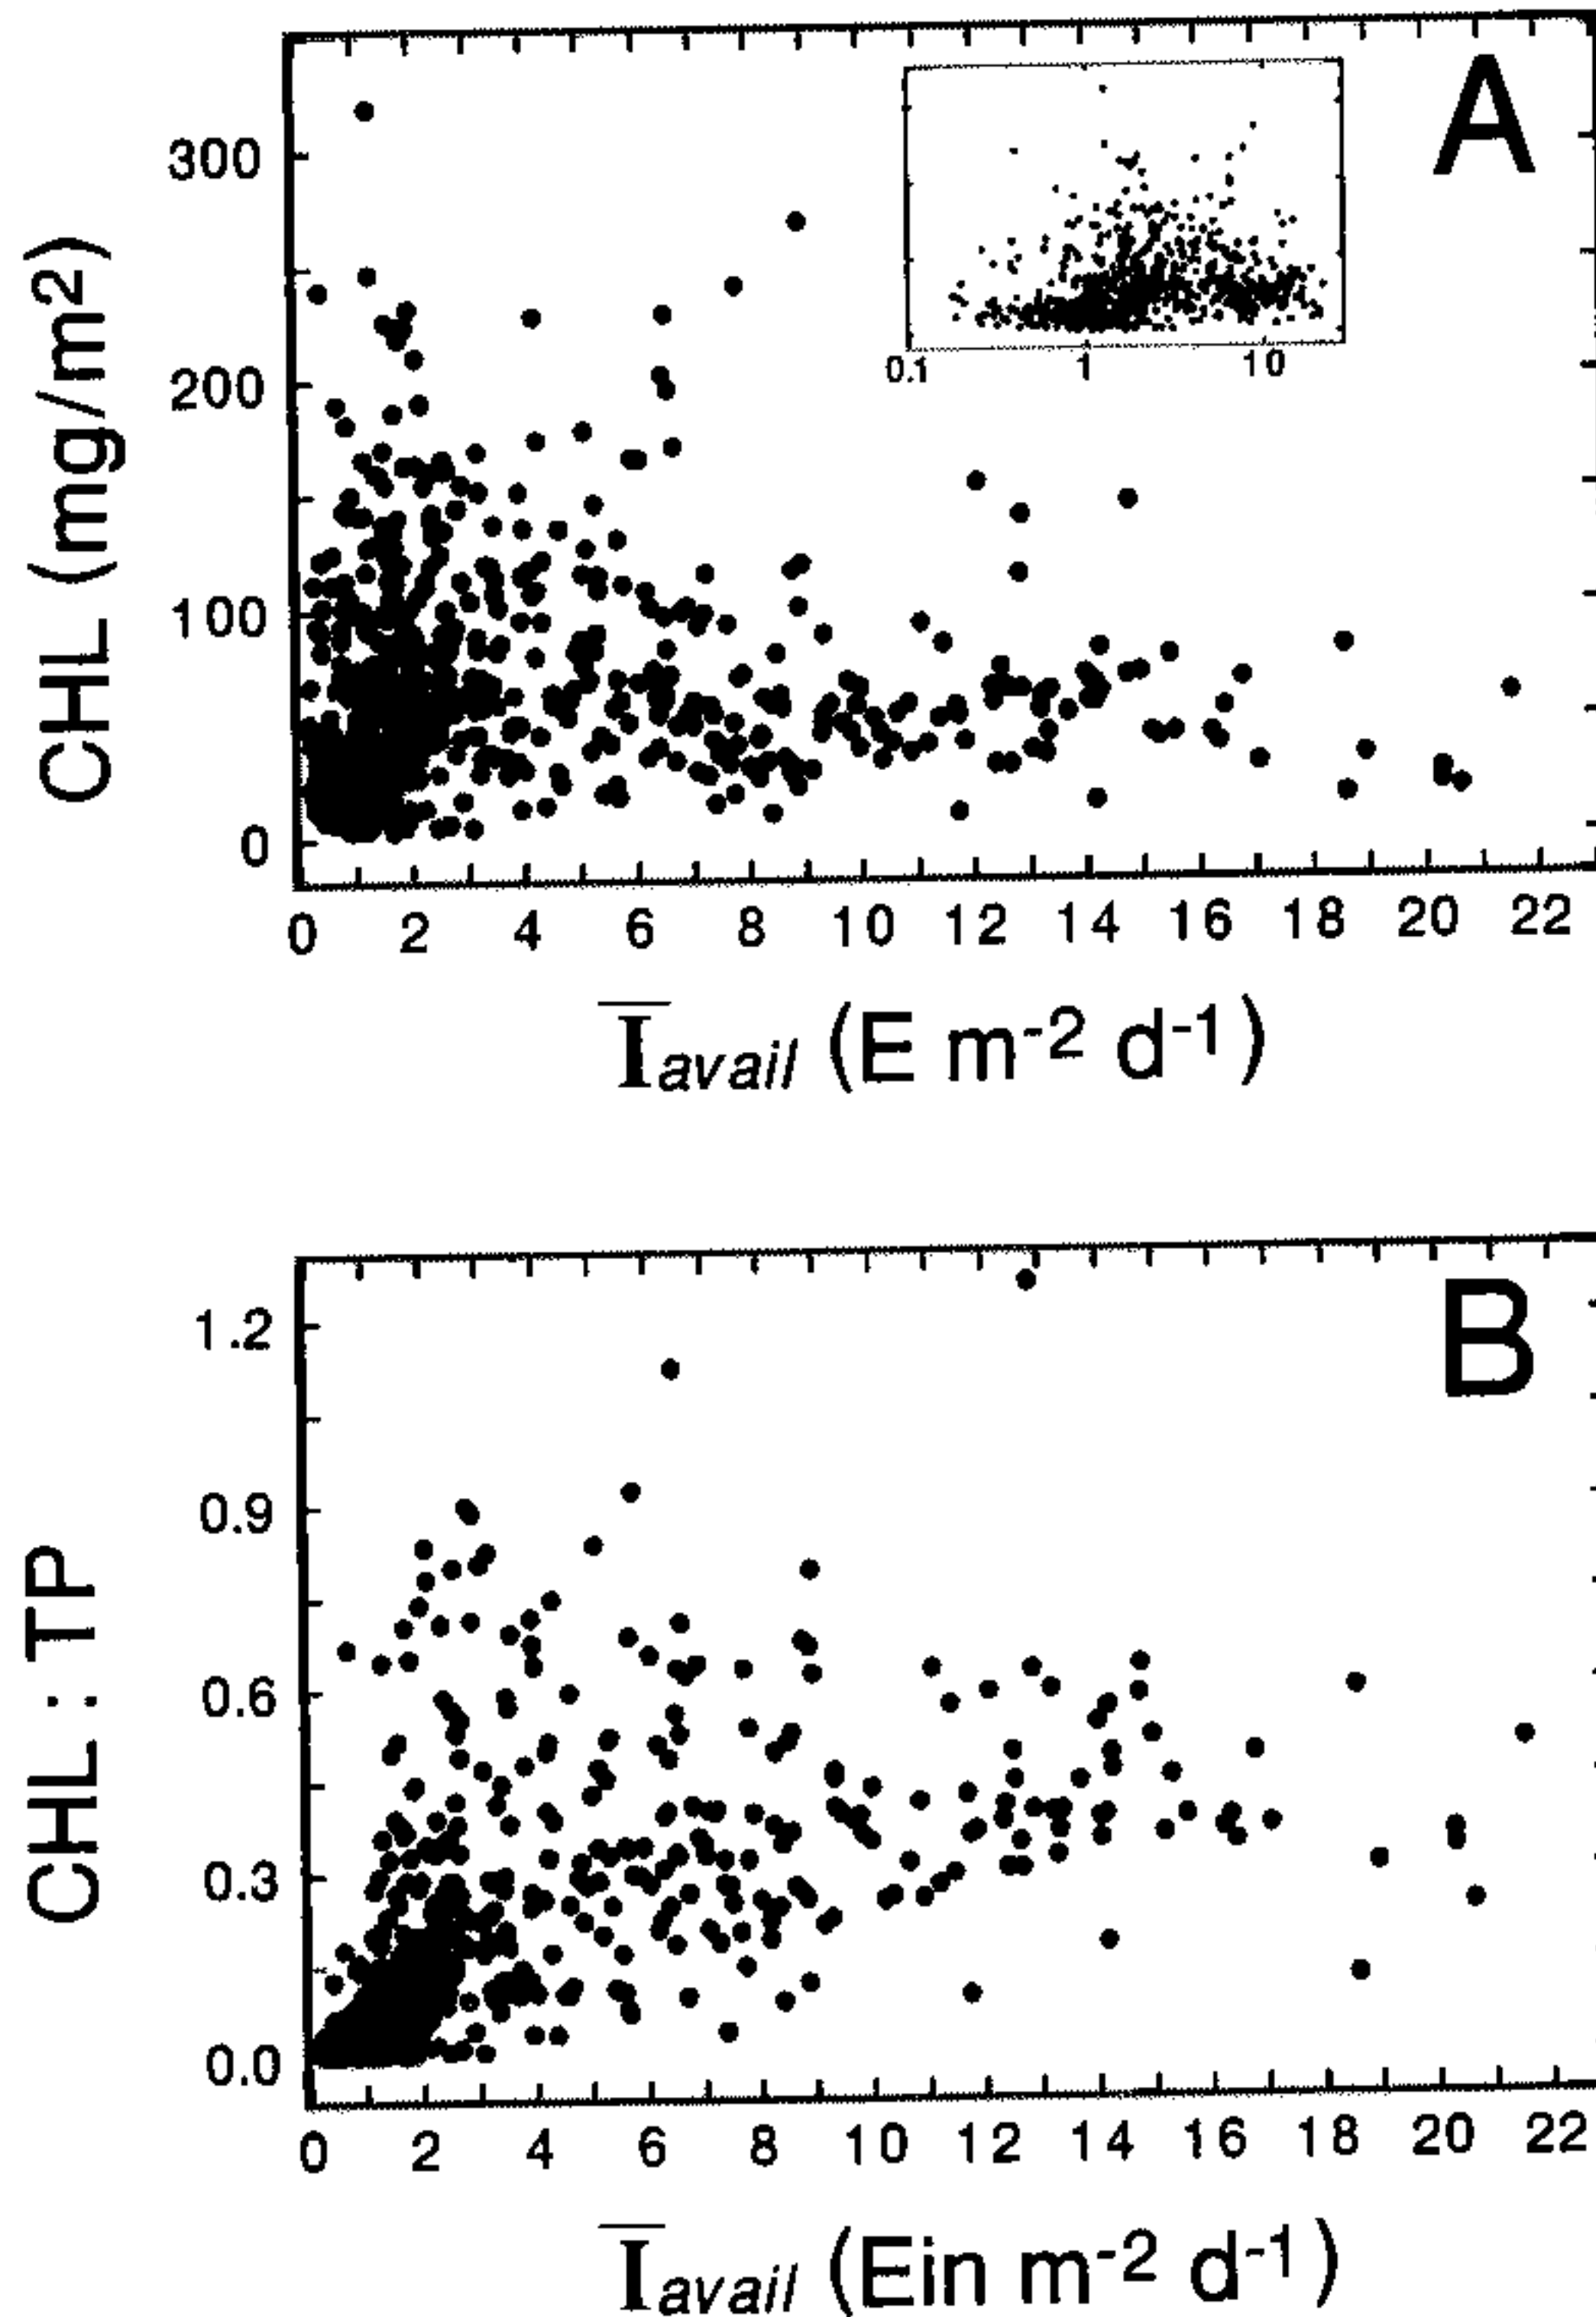 A
300
200
100
0
CHL (mg/m2)
0.1 1 10
0 2 4 6 8 10 12 14 16 18 20 22
Iavail (E m-2 d-1)
B
1.2
0.9
0.6
0.3
0.0
CHL : TP
0 2 4 6 8 10 12 14 16 18 20 22
Iavail (Ein m-2 d-1)